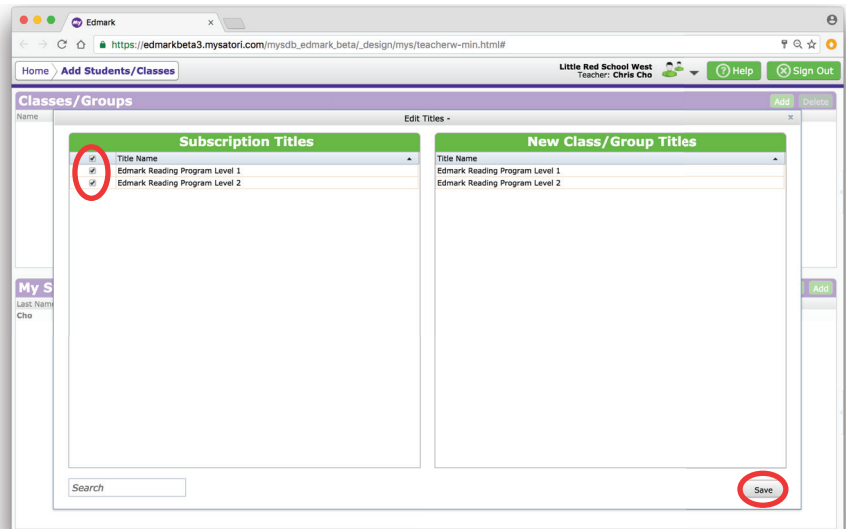 My Edmark
https://edmarkbeta3.mysatori.com/mysdb_edmark_beta/_design/mys/teacherw-min.html#
Home Add Students/Classes
Little Red School West
Teacher: Chris Cho
? Help
Sign Out
Classes/Groups
Add Delete
Name
Edit Titles -
Subscription Titles
Title Name
Edmark Reading Program Level 1
Edmark Reading Program Level 2
New Class/Group Titles
Title Name
Edmark Reading Program Level 1
Edmark Reading Program Level 2
My S
Add
Last Name
Cho
Search
Save